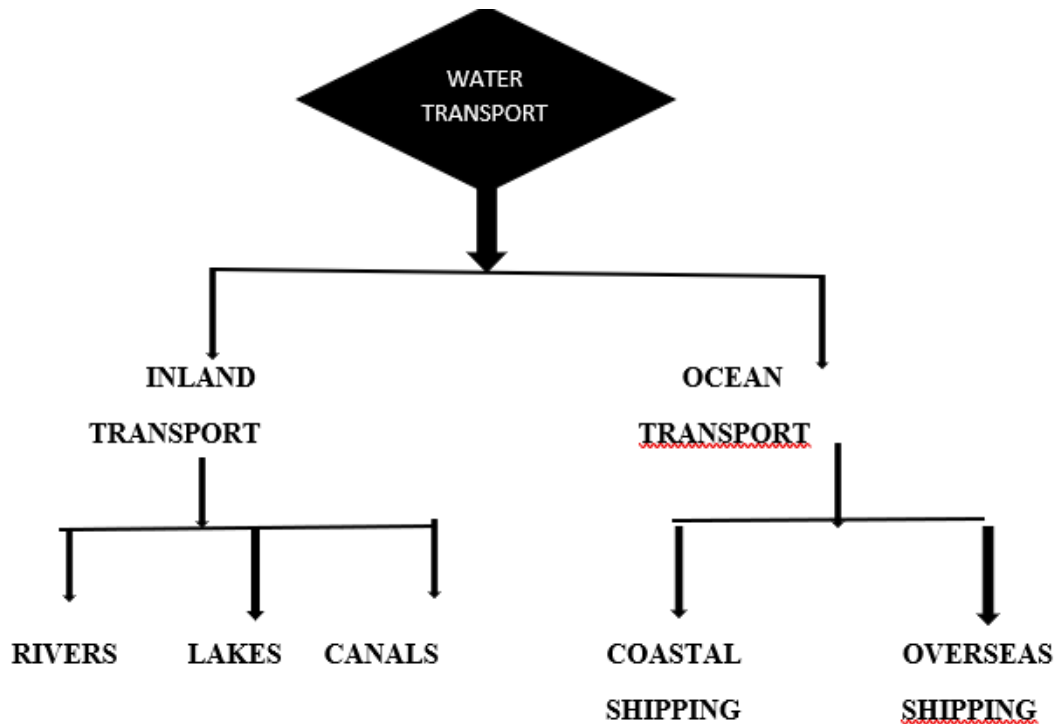 WATER
TRANSPORT
INLAND
TRANSPORT
OCEAN
TRANSPORT
RIVERS
LAKES
CANALS
COASTAL
SHIPPING
OVERSEAS
SHIPPING